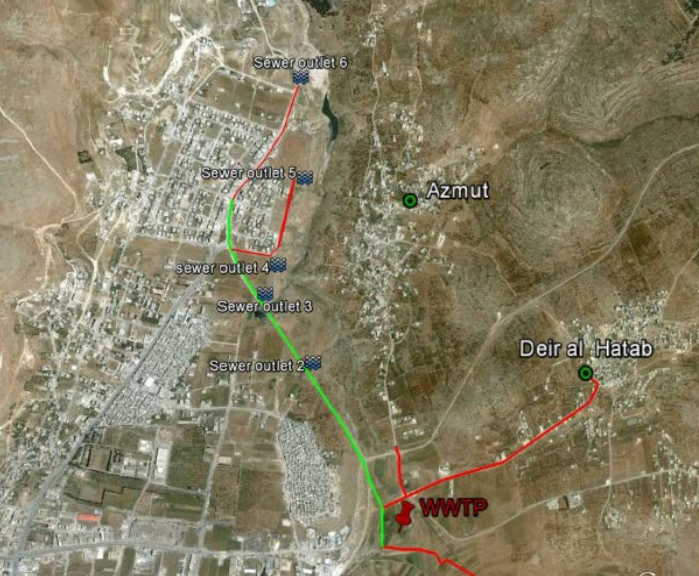 Sewer outlet 6
Sewer outlet 5
Azmut
sewer outlet 4
Sewer outlet 3
Deir al Hatab
Sewer outlet 2
WWTP